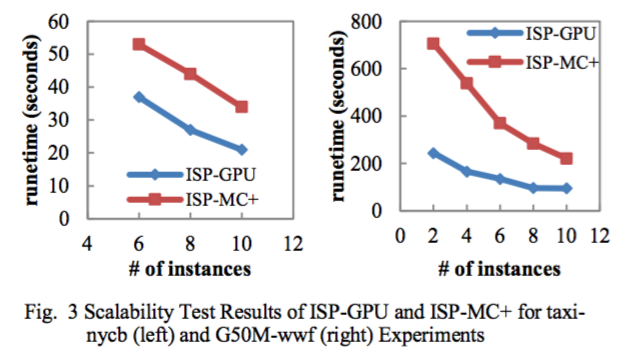 60
50
40
30
20
10
0
runetime (seconds)
ISP-GPU
ISP-MC+
4 6 8 10 12
# of instances
800
600
400
200
0
runetime (seconds)
ISP-GPU
ISP-MC+
0 2 4 6 8 10 12
# of instances
Fig. 3 Scalability Test Results of ISP-GPU and ISP-MC+ for taxi-
nycb (left) and G50M-wwf (right) Experiments